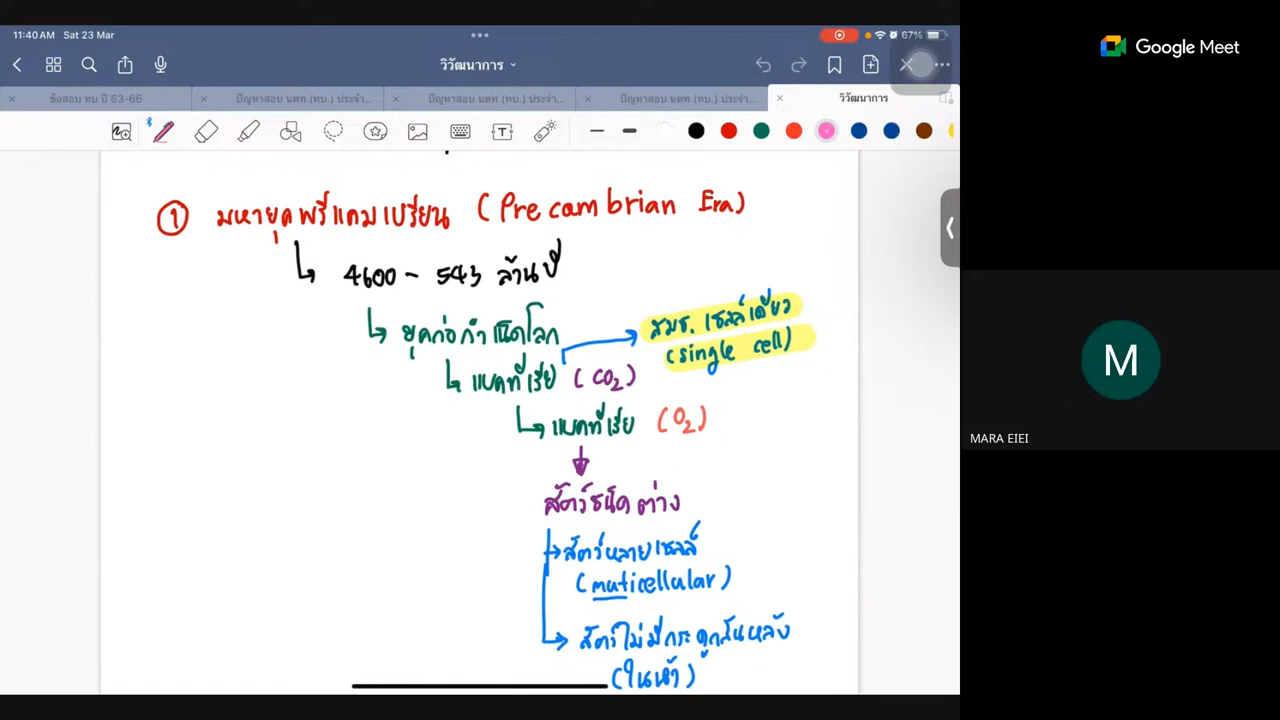 11:40 AM Sat 23 Mar
67%
Google Meet
วิวัฒนาการ
ข้อสอบ ทบ ปี 63-66
ปัญหาสอบ นตท.(ทบ.) ประจำ...
ปัญหาสอบ นตท.(ทบ.) ประจำ...
ปัญหาสอบ นตท.(ทบ.) ประจำ...
วิวัฒนาการ
① มหายุคพรีแคมเปรียน (Precambrian Era)
4600 - 543 ล้านปี
ยุคก่อกำเนิดโลก
สมช. เซลล์เดียว
(single cell)
แบคทีเรีย (CO2)
แบคทีเรีย (O2)
สัตว์ชนิดต่าง
สัตว์หลายเซลล์
(muticellular)
สัตว์ไม่มีกระดูกสันหลัง
(ในน้ำ)
M
MARA EIEI